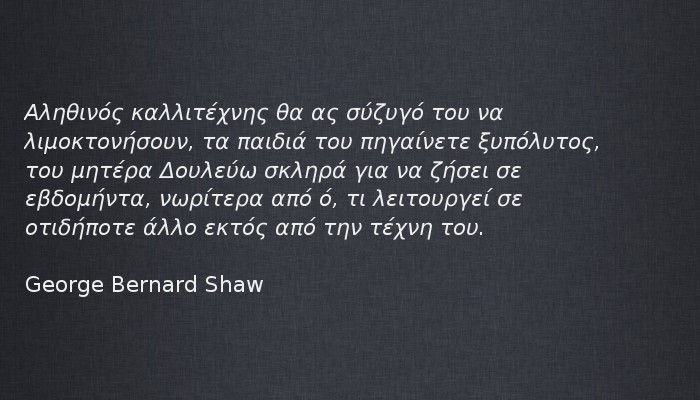 Αληθινός καλλιτέχνης θα ας σύζυγό του να
λιμοκτονήσουν, τα παιδιά του πηγαίνετε ξυπόλυτος,
του μητέρα Δουλεύω σκληρά για να ζήσει σε
εβδομήντα, νωρίτερα από ό, τι λειτουργεί σε
οτιδήποτε άλλο εκτός από την τέχνη του.
George Bernard Shaw